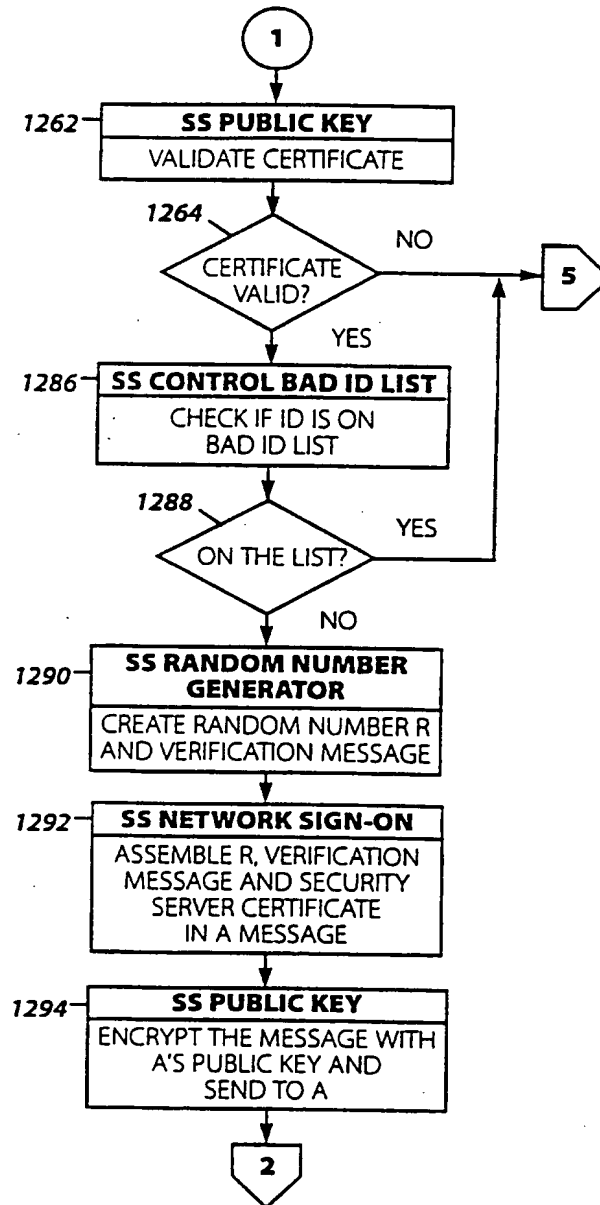 1
1262
SS PUBLIC KEY
VALIDATE CERTIFICATE
1264
NO
CERTIFICATE
VALID?
5
YES
1286
SS CONTROL BAD ID LIST
CHECK IF ID IS ON
BAD ID LIST
1288
YES
ON THE LIST?
NO
1290
SS RANDOM NUMBER
GENERATOR
CREATE RANDOM NUMBER R
AND VERIFICATION MESSAGE
1292
SS NETWORK SIGN-ON
ASSEMBLE R, VERIFICATION
MESSAGE AND SECURITY
SERVER CERTIFICATE
IN A MESSAGE
1294
SS PUBLIC KEY
ENCRYPT THE MESSAGE WITH
A'S PUBLIC KEY AND
SEND TO A
2